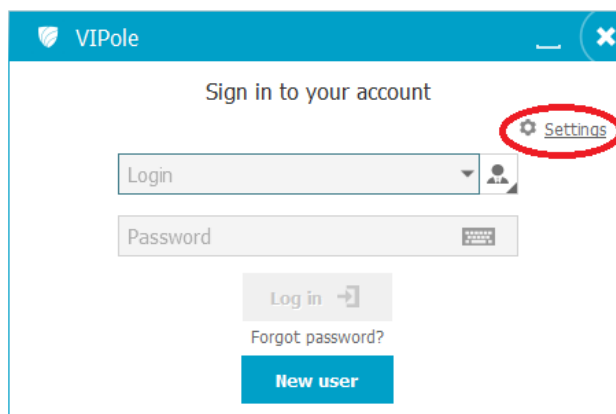 VIPole
Sign in to your account
Settings
Login
Password
Log in
Forgot password?
New user